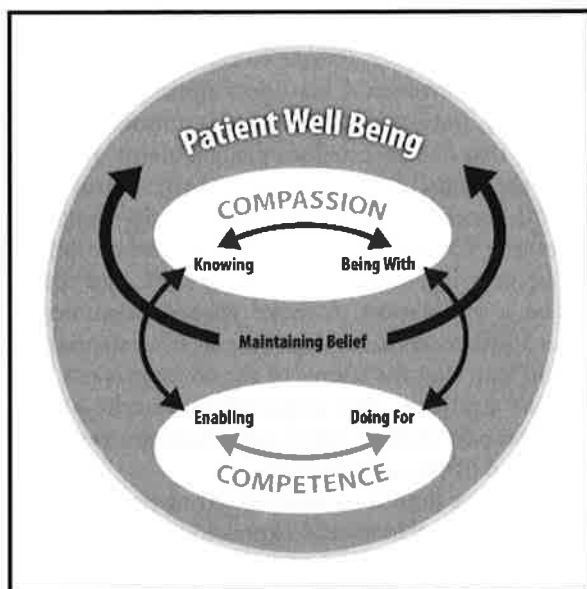 Patient Well Being
COMPASSION
Knowing Being With
Maintaining Belief
Enabling Doing For
COMPETENCE